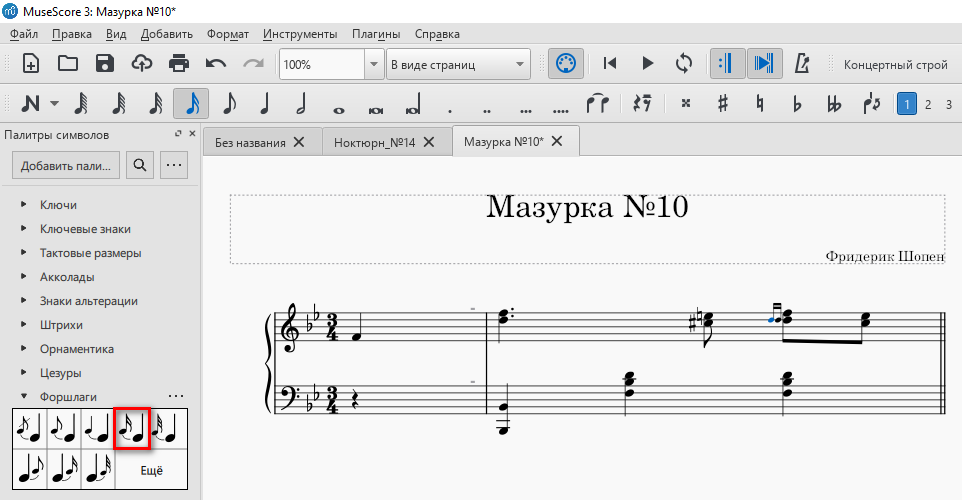 MuseScore 3: Мазурка №10*
Файл Правка Вид Добавить Формат Инструменты Плагины Справка
100% В виде страниц Концертный строй
1 2 3
Палитры символов
Без названия Ноктюрн_№14 Мазурка №10*
Добавить пали...
Ключи
Ключевые знаки
Тактовые размеры
Акколады
Знаки альтерации
Штрихи
Орнаментика
Цезуры
Форшлаги
Ещё
Мазурка №10
Фридерик Шопен
3
4
3
4